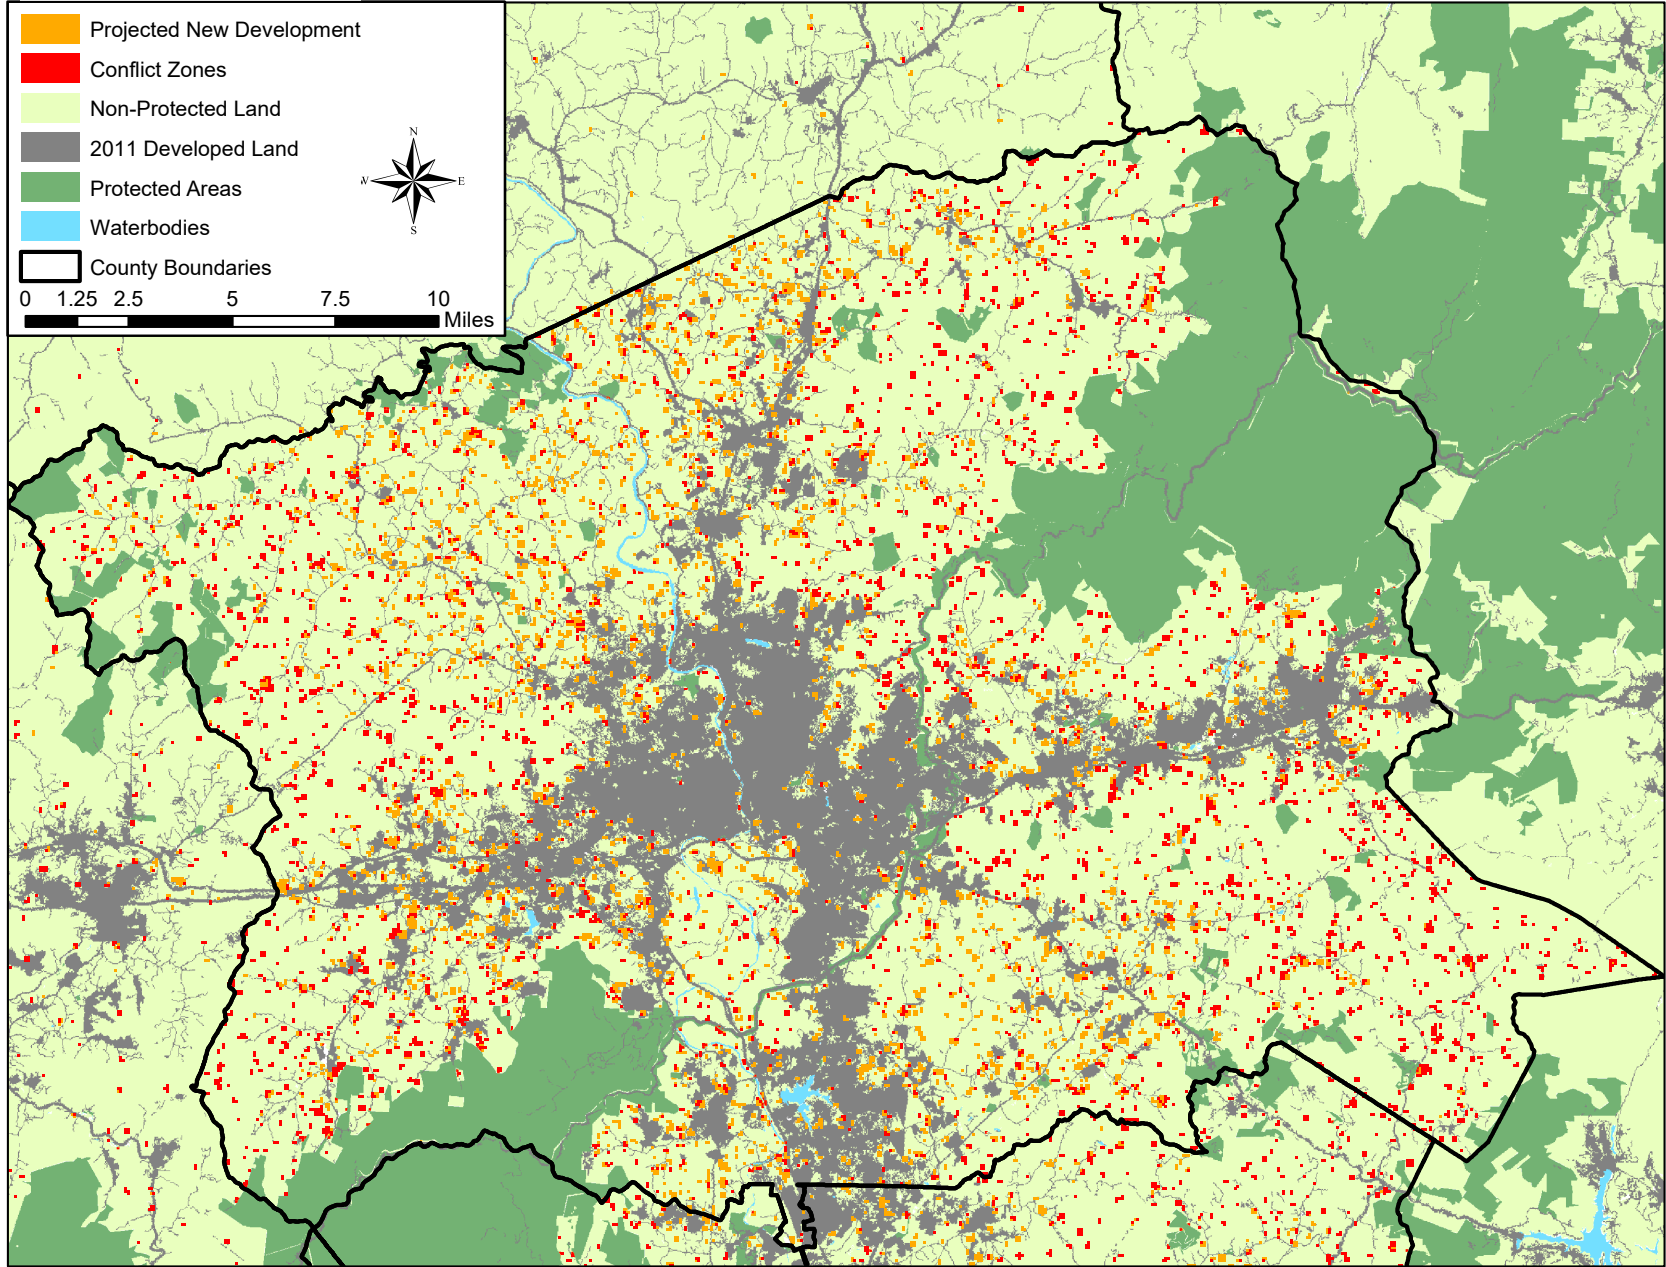 Projected New Development
Conflict Zones
Non-Protected Land
2011 Developed Land
Protected Areas
Waterbodies
County Boundaries
N
W E
S
0 1.25 2.5 5 7.5 10
Miles